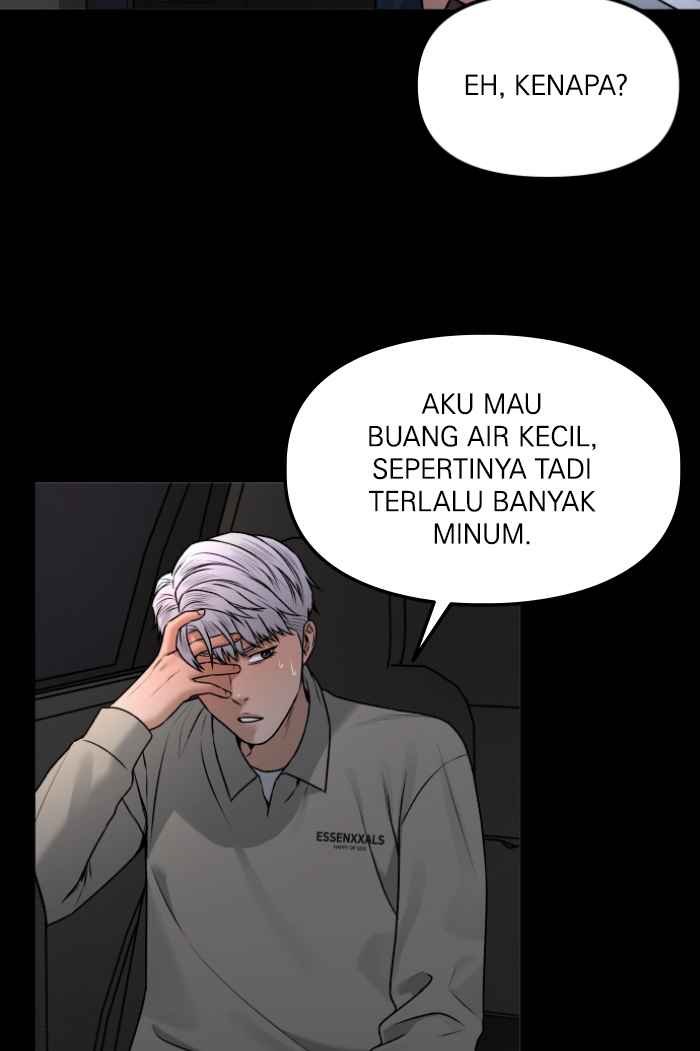 EH, KENAPA?
AKU MAU
BUANG AIR KECIL,
SEPERTINYA TADI
TERLALU BANYAK
MINUM.
ESSENXXALS